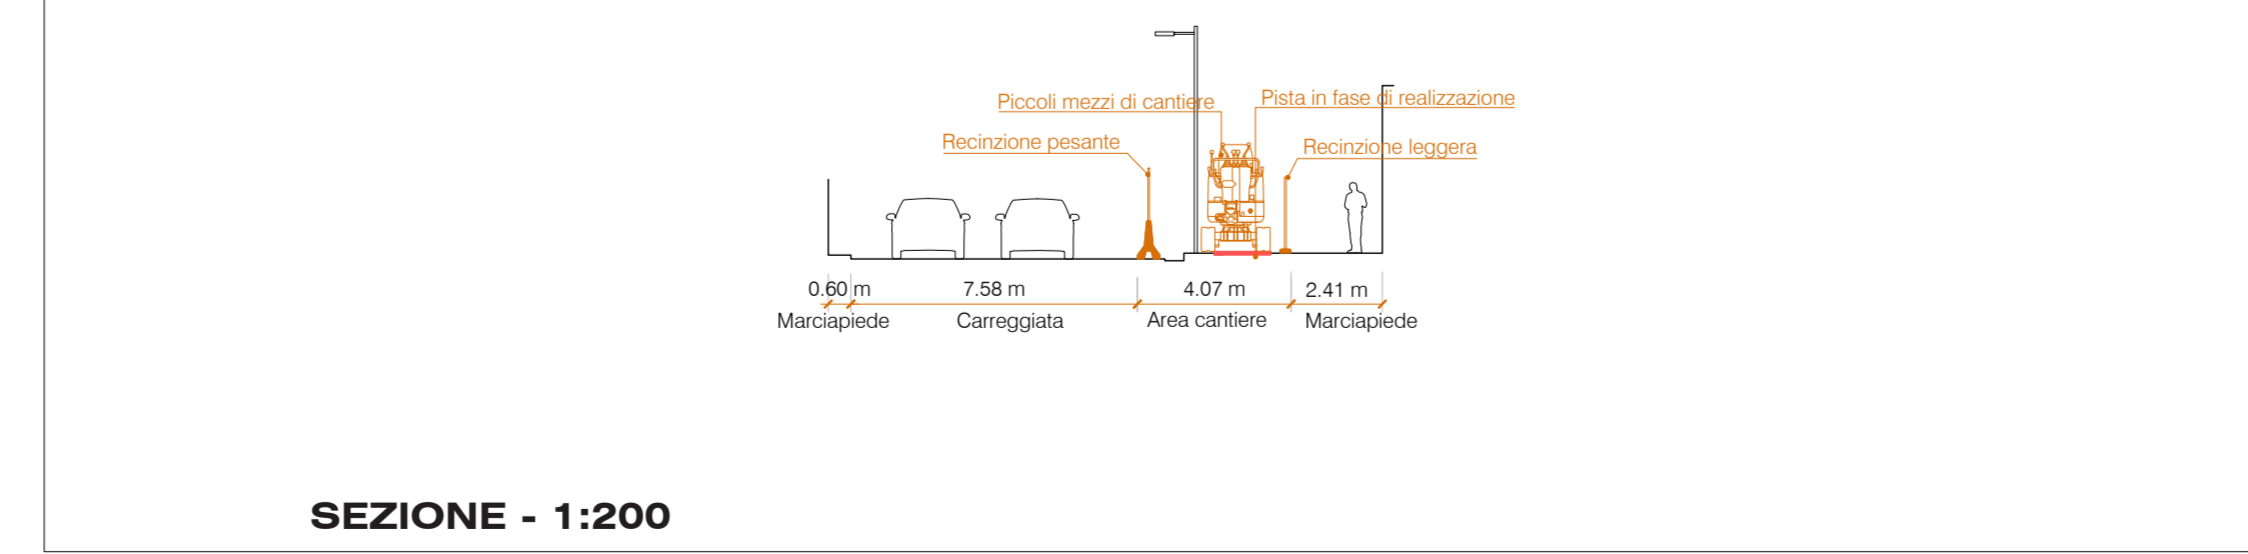 Piccoli mezzi di cantiere
Pista in fase di realizzazione
Recinzione pesante
Recinzione leggera
0.60 m
7.58 m
4.07 m
2.41 m
Marciapiede
Carreggiata
Area cantiere
Marciapiede
SEZIONE - 1:200